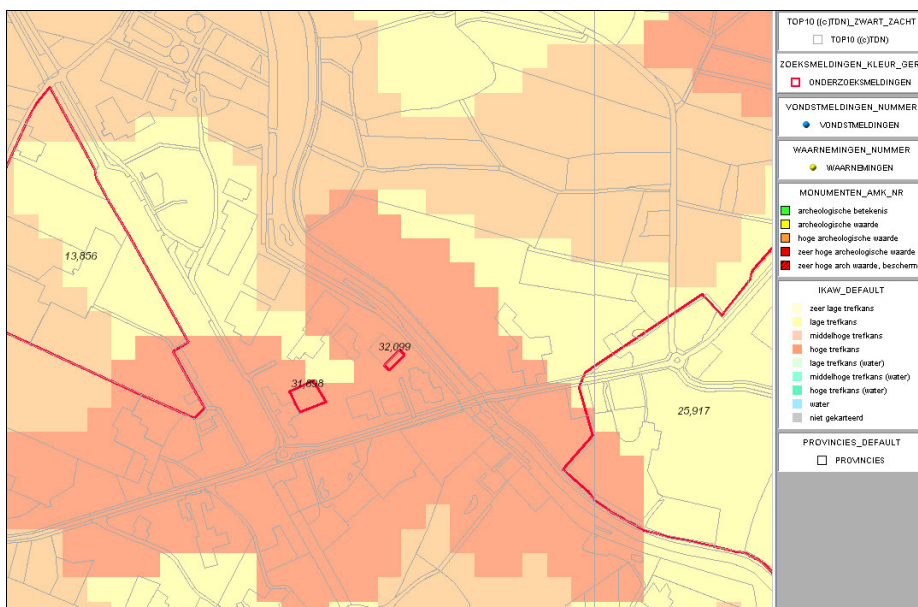 13,856
32,099
31,898
25,917
TOP10 ((c)TDN)_ZWART_ZACHT
TOP10 ((c)TDN)
ZOEKSMELDINGEN_KLEUR_GER
ONDERZOEKSMELDINGEN
VONDSTMELDINGEN_NUMMER
VONDSTMELDINGEN
WAARNEMINGEN_NUMMER
WAARNEMINGEN
MONUMENTEN_AMK_NR
archeologische betekenis
archeologische waarde
hoge archeologische waarde
zeer hoge archeologische waarde
zeer hoge arch waarde, bescherm
IKAW_DEFAULT
zeer lage trefkans
lage trefkans
middelhoge trefkans
hoge trefkans
lage trefkans (water)
middelhoge trefkans (water)
hoge trefkans (water)
water
niet gekarteerd
PROVINCIES_DEFAULT
PROVINCIES